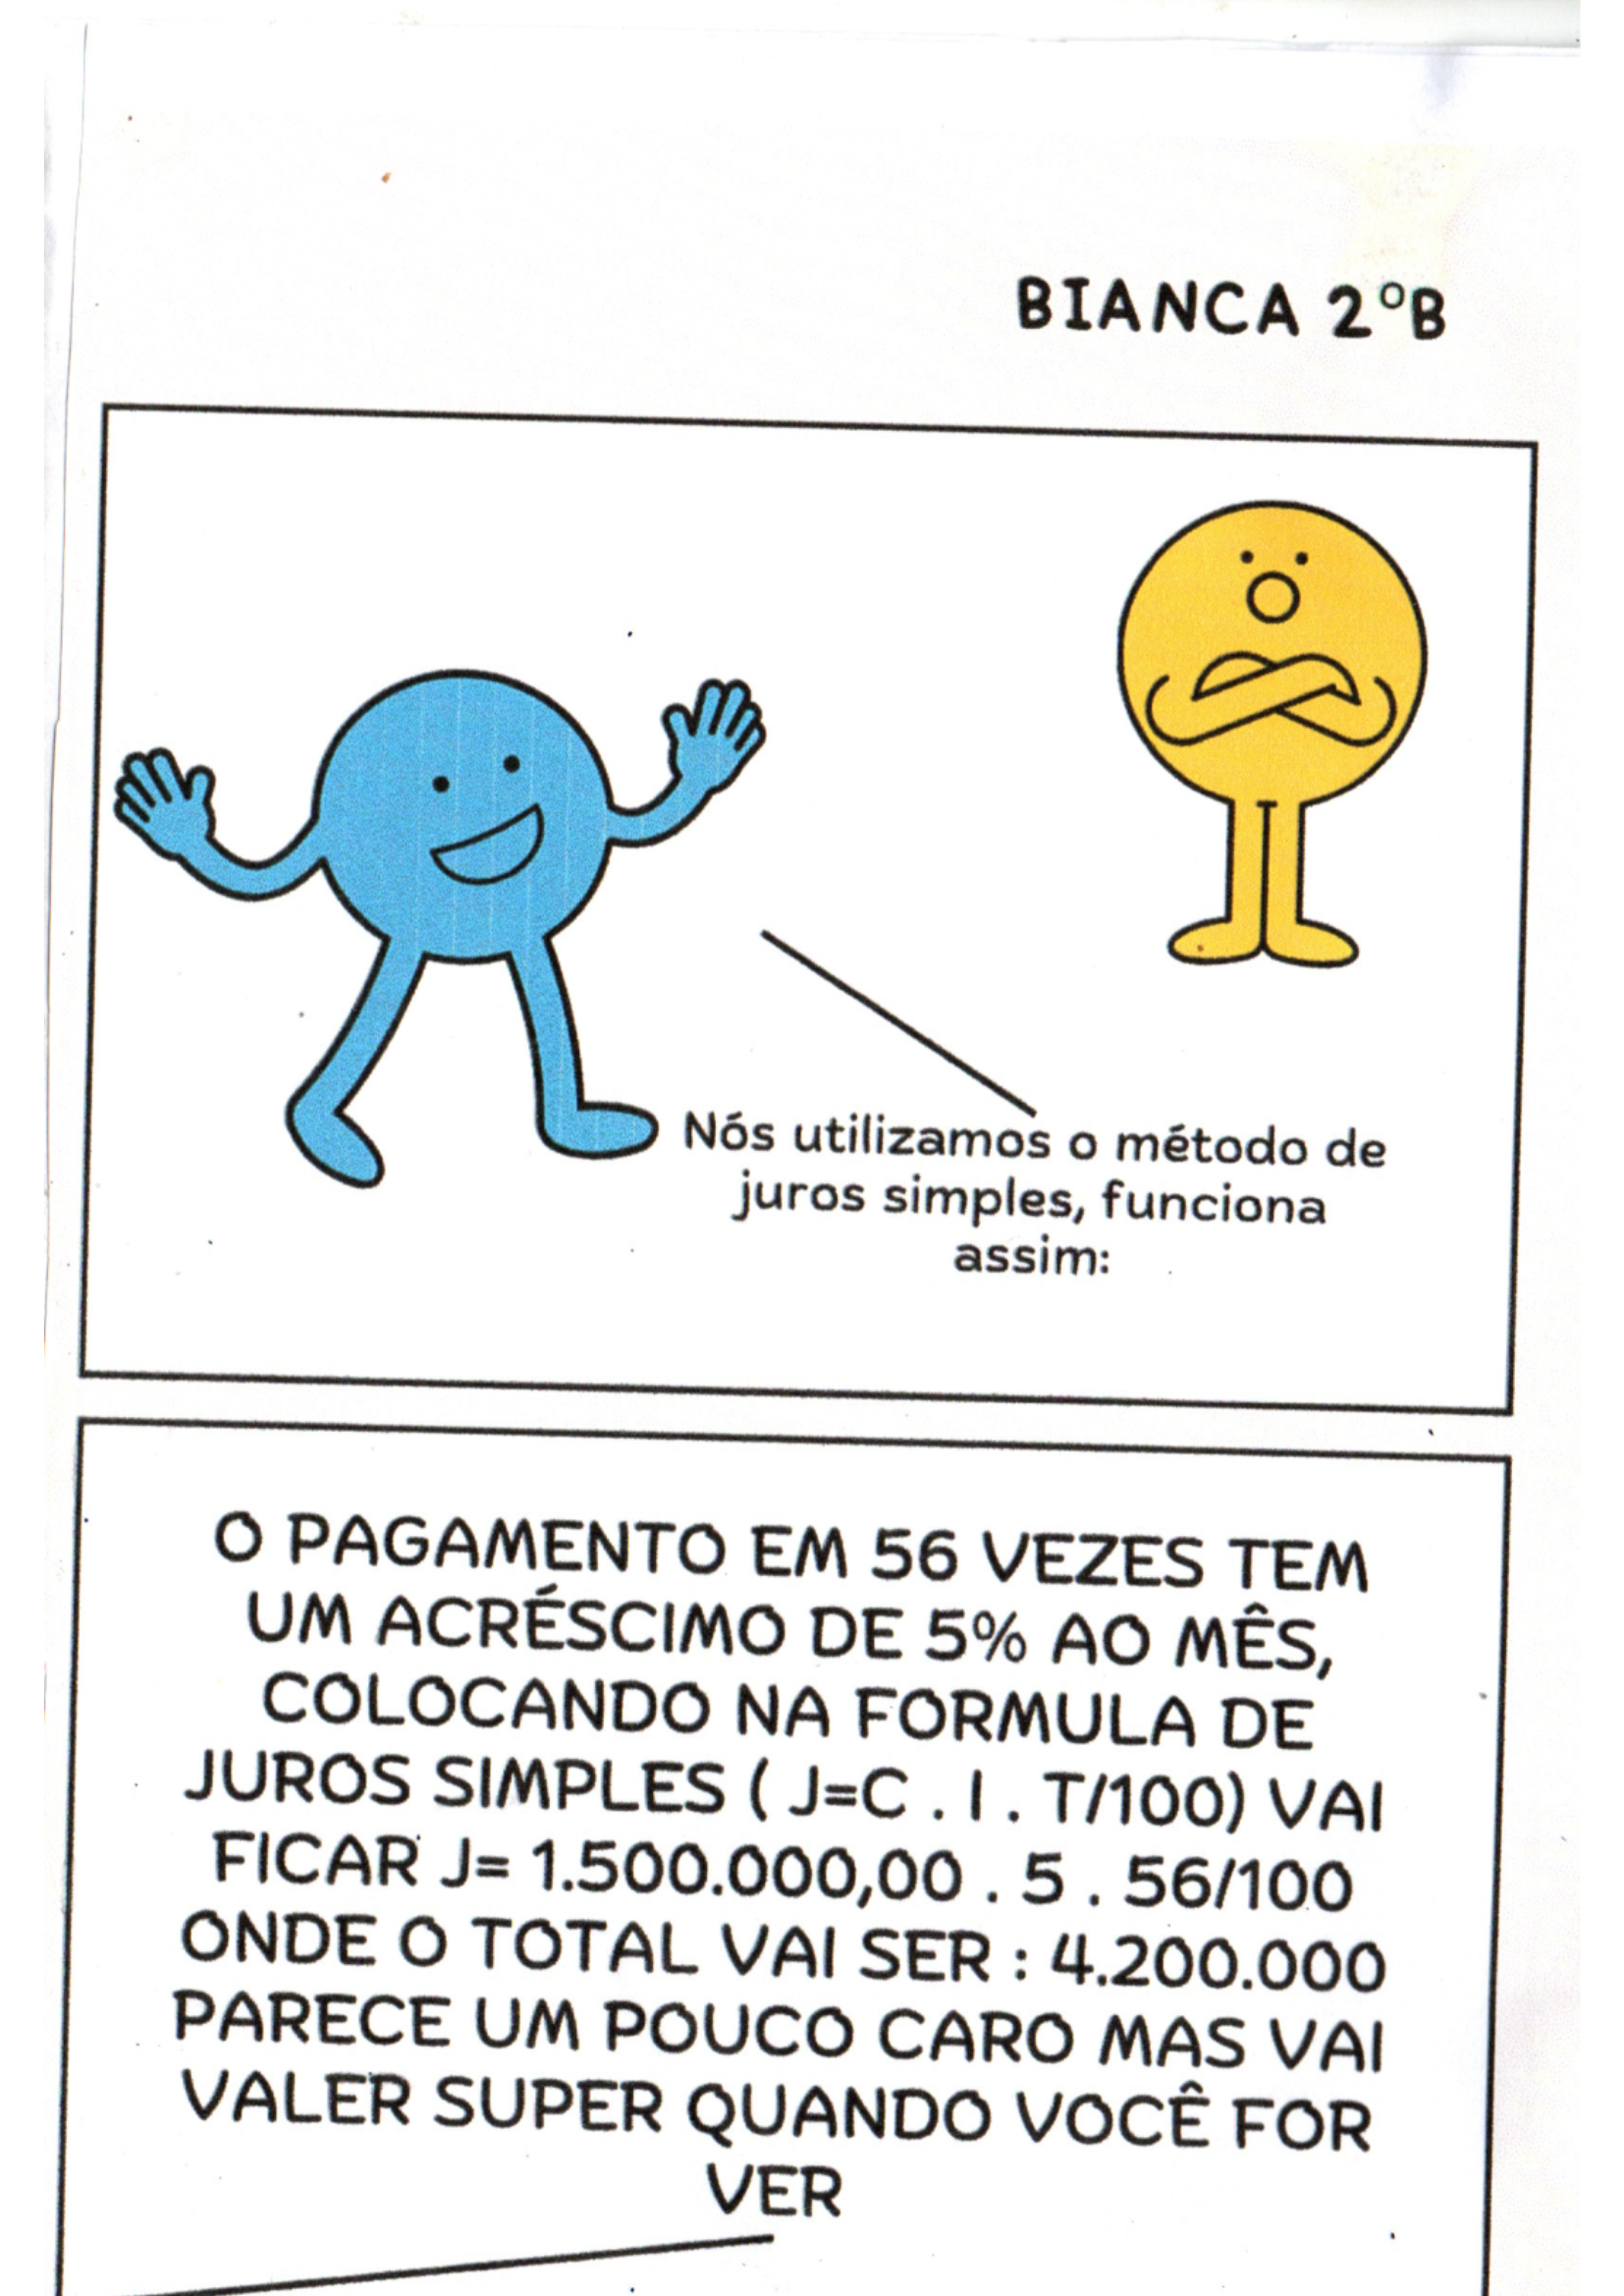 BIANCA 2ºB
Nós utilizamos o método de
juros simples, funciona
assim:
O PAGAMENTO EM 56 VEZES TEM
UM ACRÉSCIMO DE 5% AO MÊS,
COLOCANDO NA FORMULA DE
JUROS SIMPLES ( J=C . I . T/100) VAI
FICAR J= 1.500.000,00 . 5 . 56/100
ONDE O TOTAL VAI SER : 4.200.000
PARECE UM POUCO CARO MAS VAI
VALER SUPER QUANDO VOCÊ FOR
VER